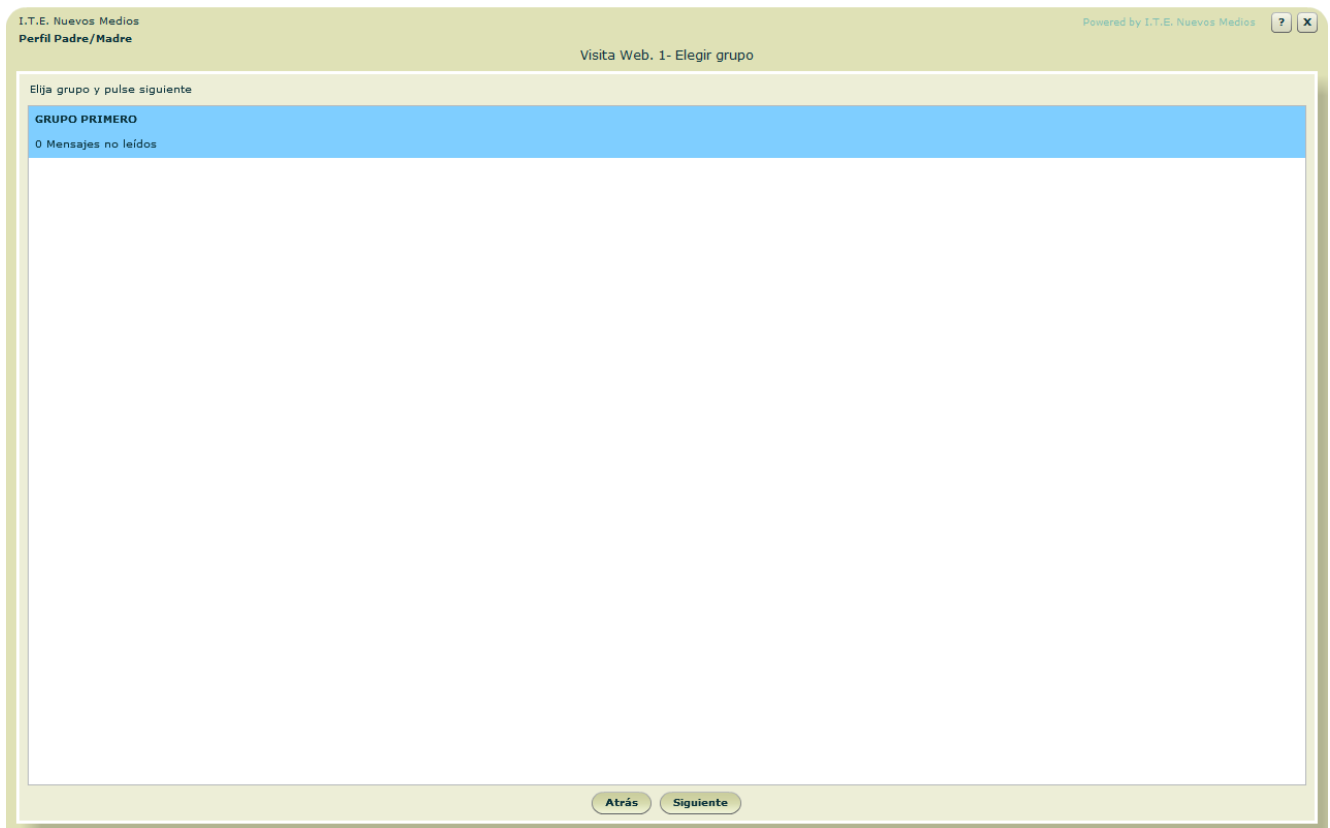 I.T.E. Nuevos Medios
Powered by I.T.E. Nuevos Medios ? X
Perfil Padre/Madre
Visita Web. 1- Elegir grupo
Elija grupo y pulse siguiente
GRUPO PRIMERO
0 Mensajes no leídos
Atrás Siguiente